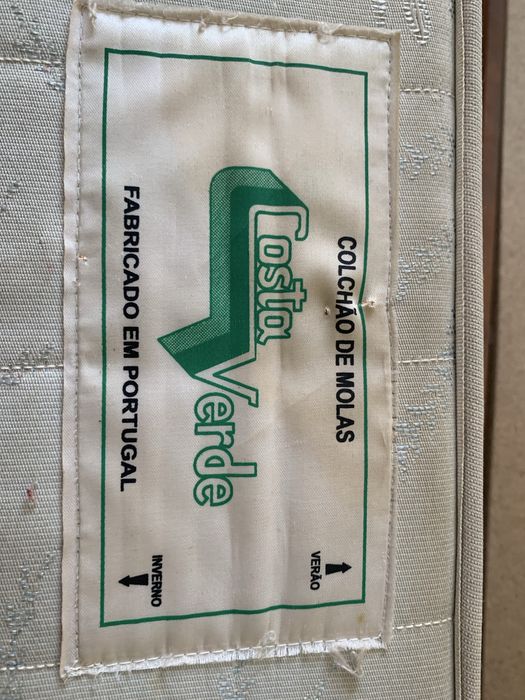 COLCHÃO DE MOLAS
Costa
Verde
FABRICADO EM PORTUGAL
VERÃO
INVERNO